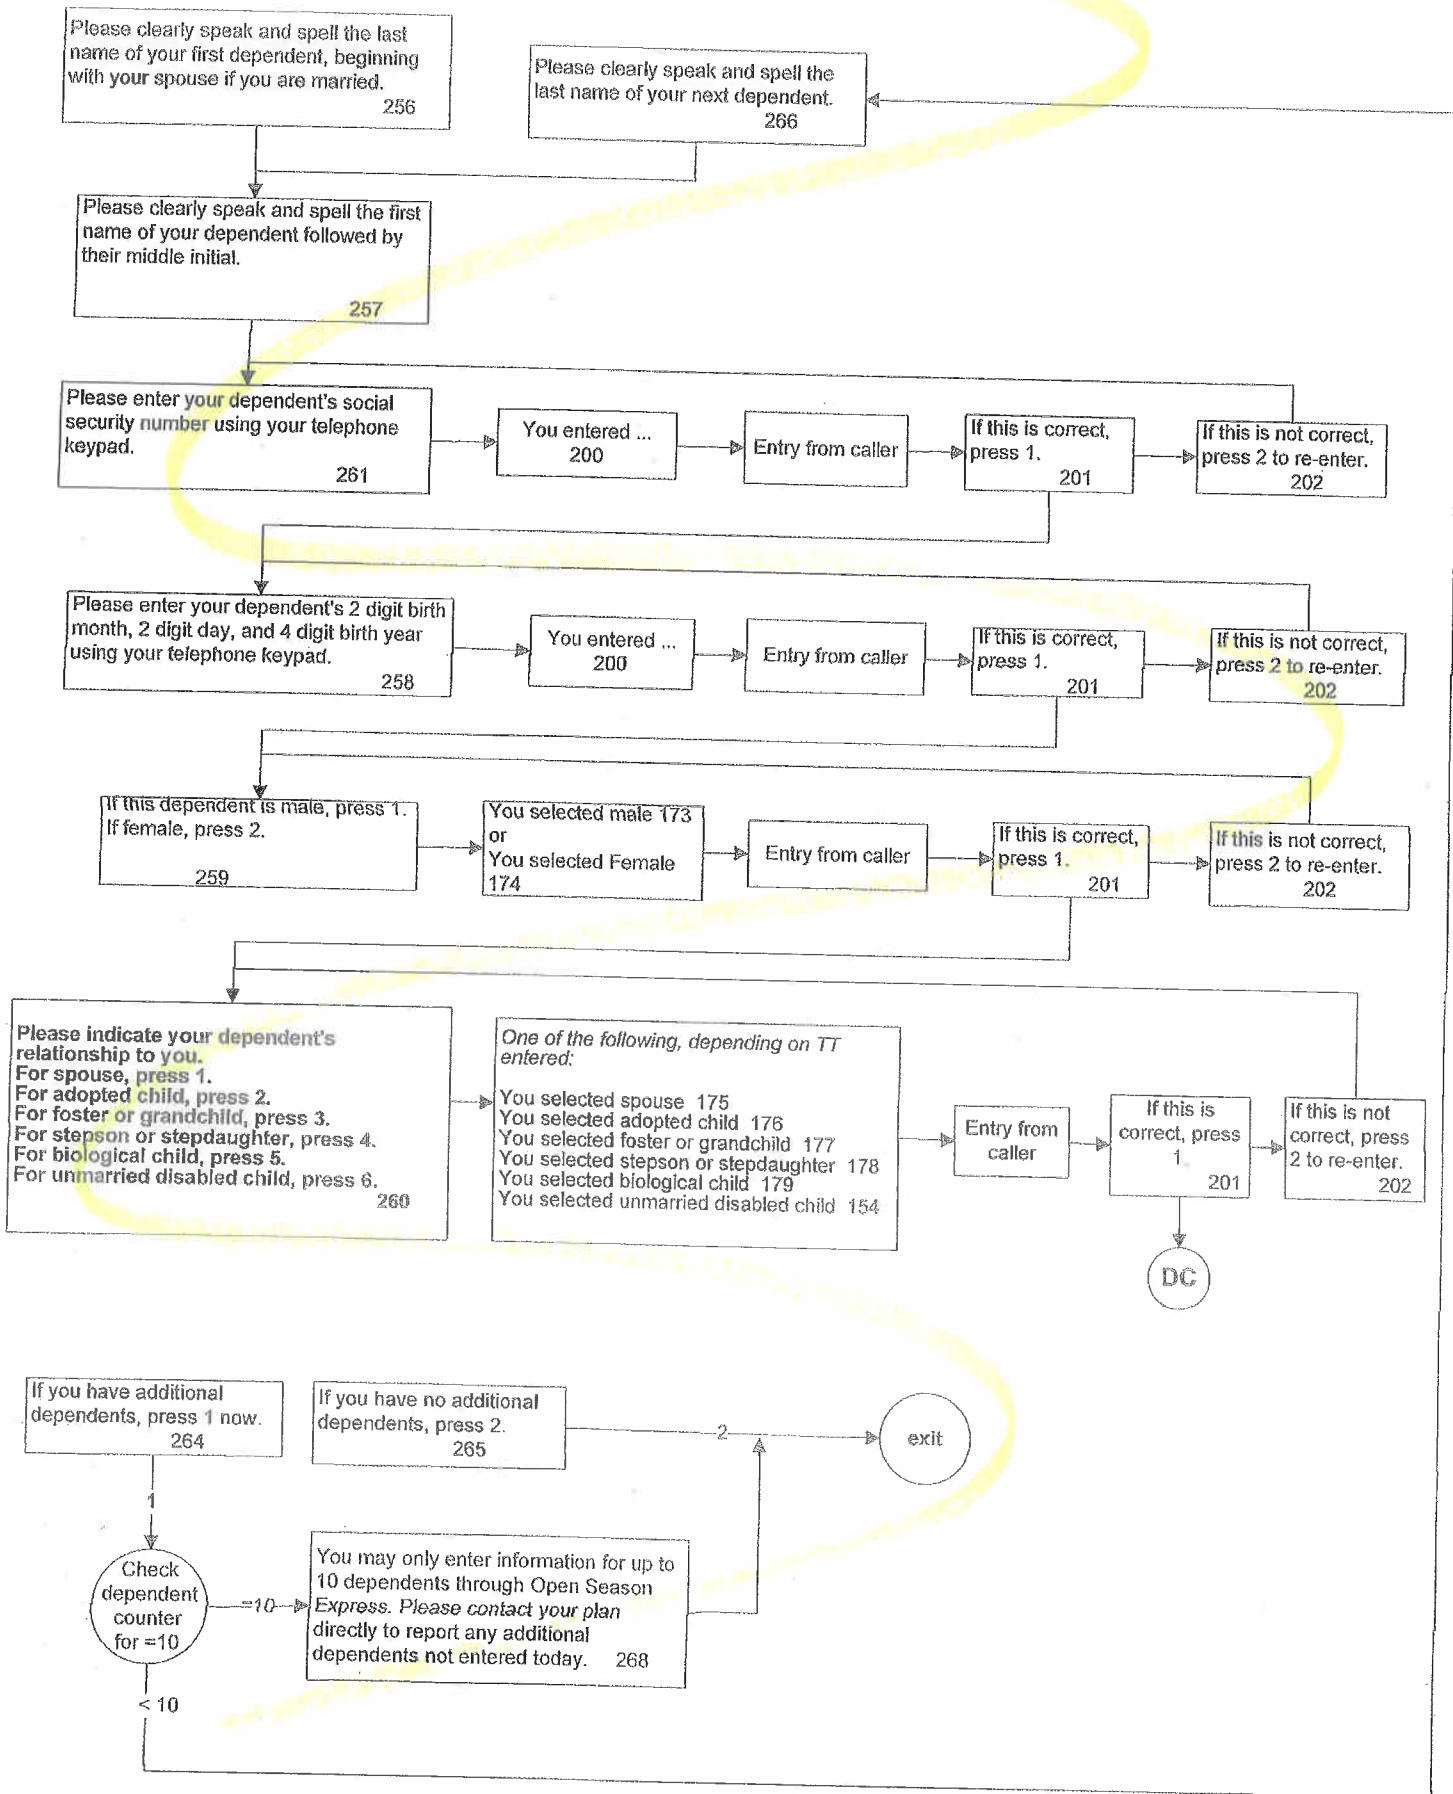 Please clearly speak and spell the last
name of your first dependent, beginning
with your spouse if you are married.
256
Please clearly speak and spell the
last name of your next dependent.
266
Please clearly speak and spell the first
name of your dependent followed by
their middle initial.
257
Please enter your dependent's social
security number using your telephone
keypad.
261
You entered ...
200
Entry from caller
If this is correct,
press 1.
201
If this is not correct,
press 2 to re-enter.
202
Please enter your dependent's 2 digit birth
month, 2 digit day, and 4 digit birth year
using your telephone keypad.
258
You entered ...
200
Entry from caller
If this is correct,
press 1.
201
If this is not correct,
press 2 to re-enter.
202
If this dependent is male, press 1.
If female, press 2.
259
You selected male 173
or
You selected Female
174
Entry from caller
If this is correct,
press 1.
201
If this is not correct,
press 2 to re-enter.
202
Please indicate your dependent's
relationship to you.
For spouse, press 1.
For adopted child, press 2.
For foster or grandchild, press 3.
For stepson or stepdaughter, press 4.
For biological child, press 5.
For unmarried disabled child, press 6.
260
One of the following, depending on TT
entered:
You selected spouse 175
You selected adopted child 176
You selected foster or grandchild 177
You selected stepson or stepdaughter 178
You selected biological child 179
You selected unmarried disabled child 154
Entry from
caller
If this is
correct, press
1.
201
If this is not
correct, press
2 to re-enter.
202
DC
If you have additional
dependents, press 1 now.
264
If you have no additional
dependents, press 2.
265
2
exit
1
Check
dependent
counter
for =10
=10
You may only enter information for up to
10 dependents through Open Season
Express. Please contact your plan
directly to report any additional
dependents not entered today. 268
< 10